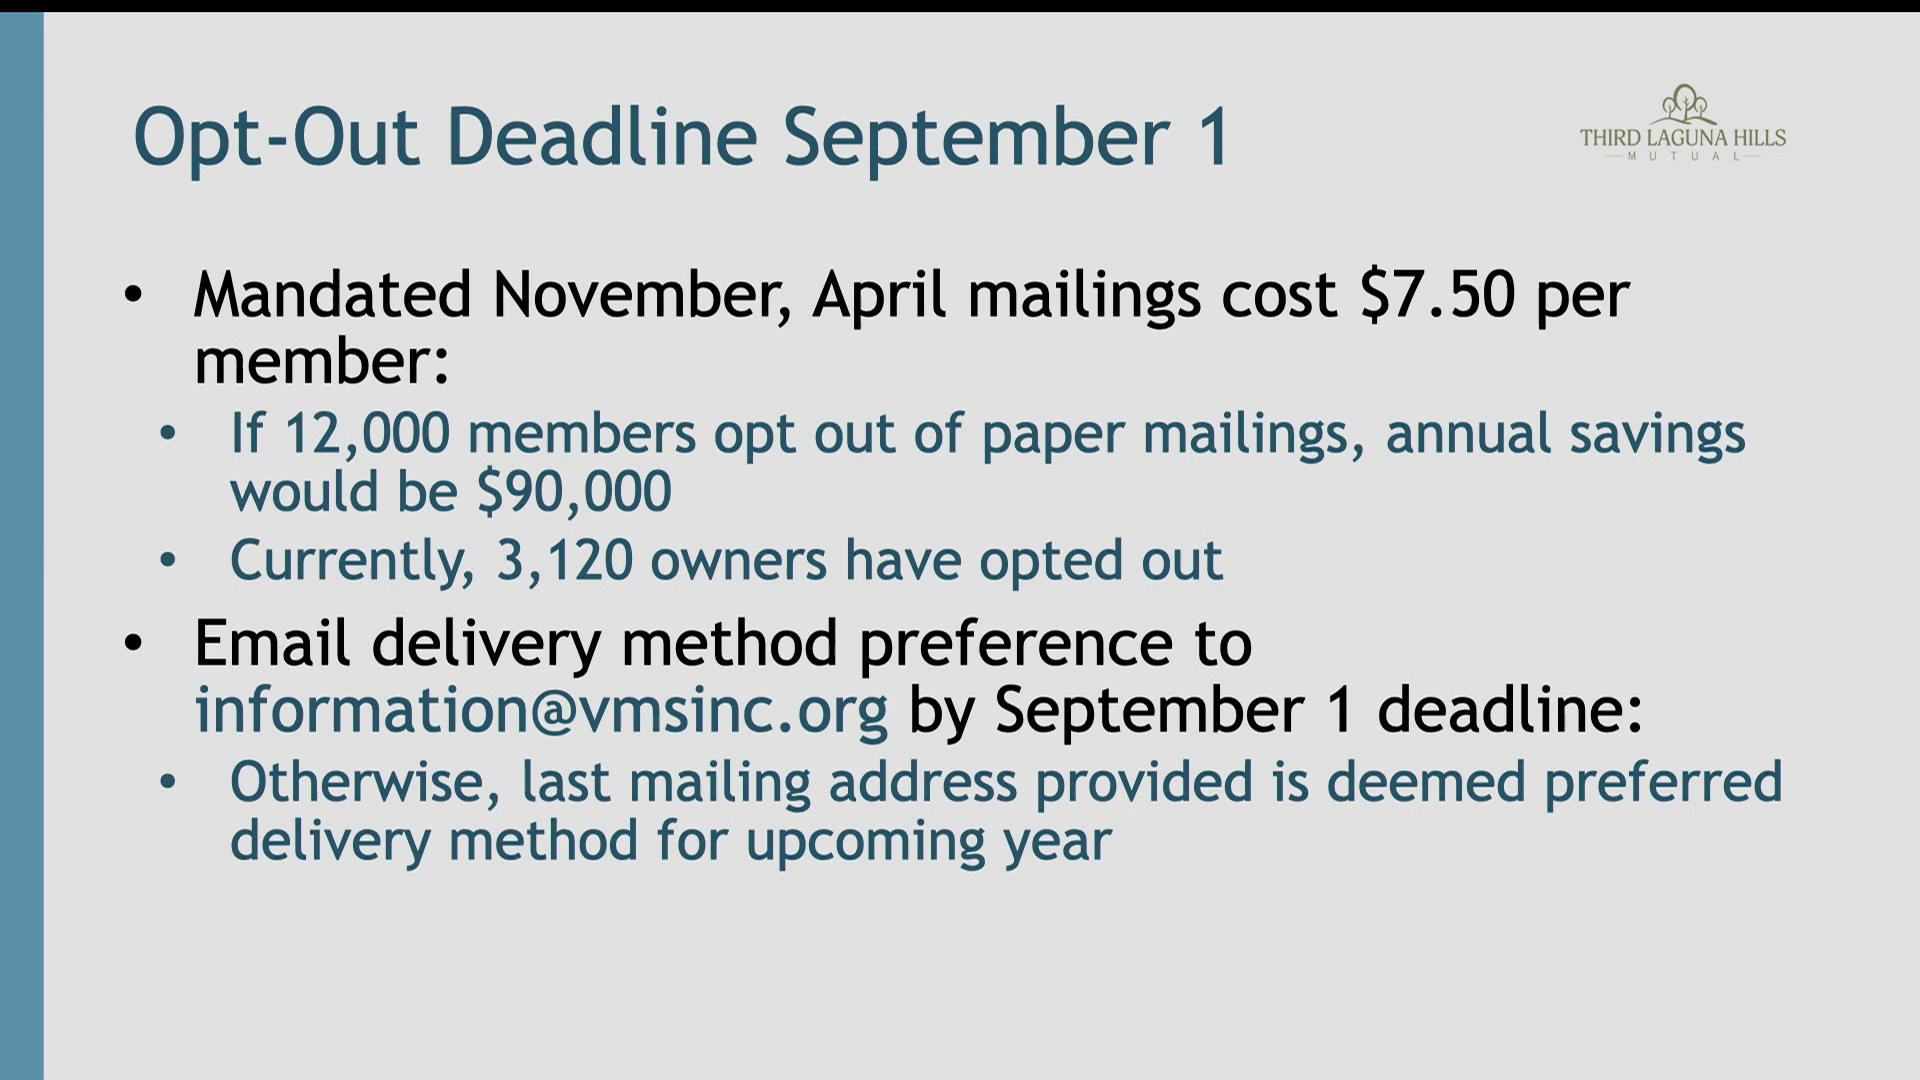 Opt-Out Deadline September 1
THIRD LAGUNA HILLS
MUTUAL
• Mandated November, April mailings cost $7.50 per
member:
• If 12,000 members opt out of paper mailings, annual savings
would be $90,000
• Currently, 3,120 owners have opted out
• Email delivery method preference to
information@vmsinc.org by September 1 deadline:
• Otherwise, last mailing address provided is deemed preferred
delivery method for upcoming year